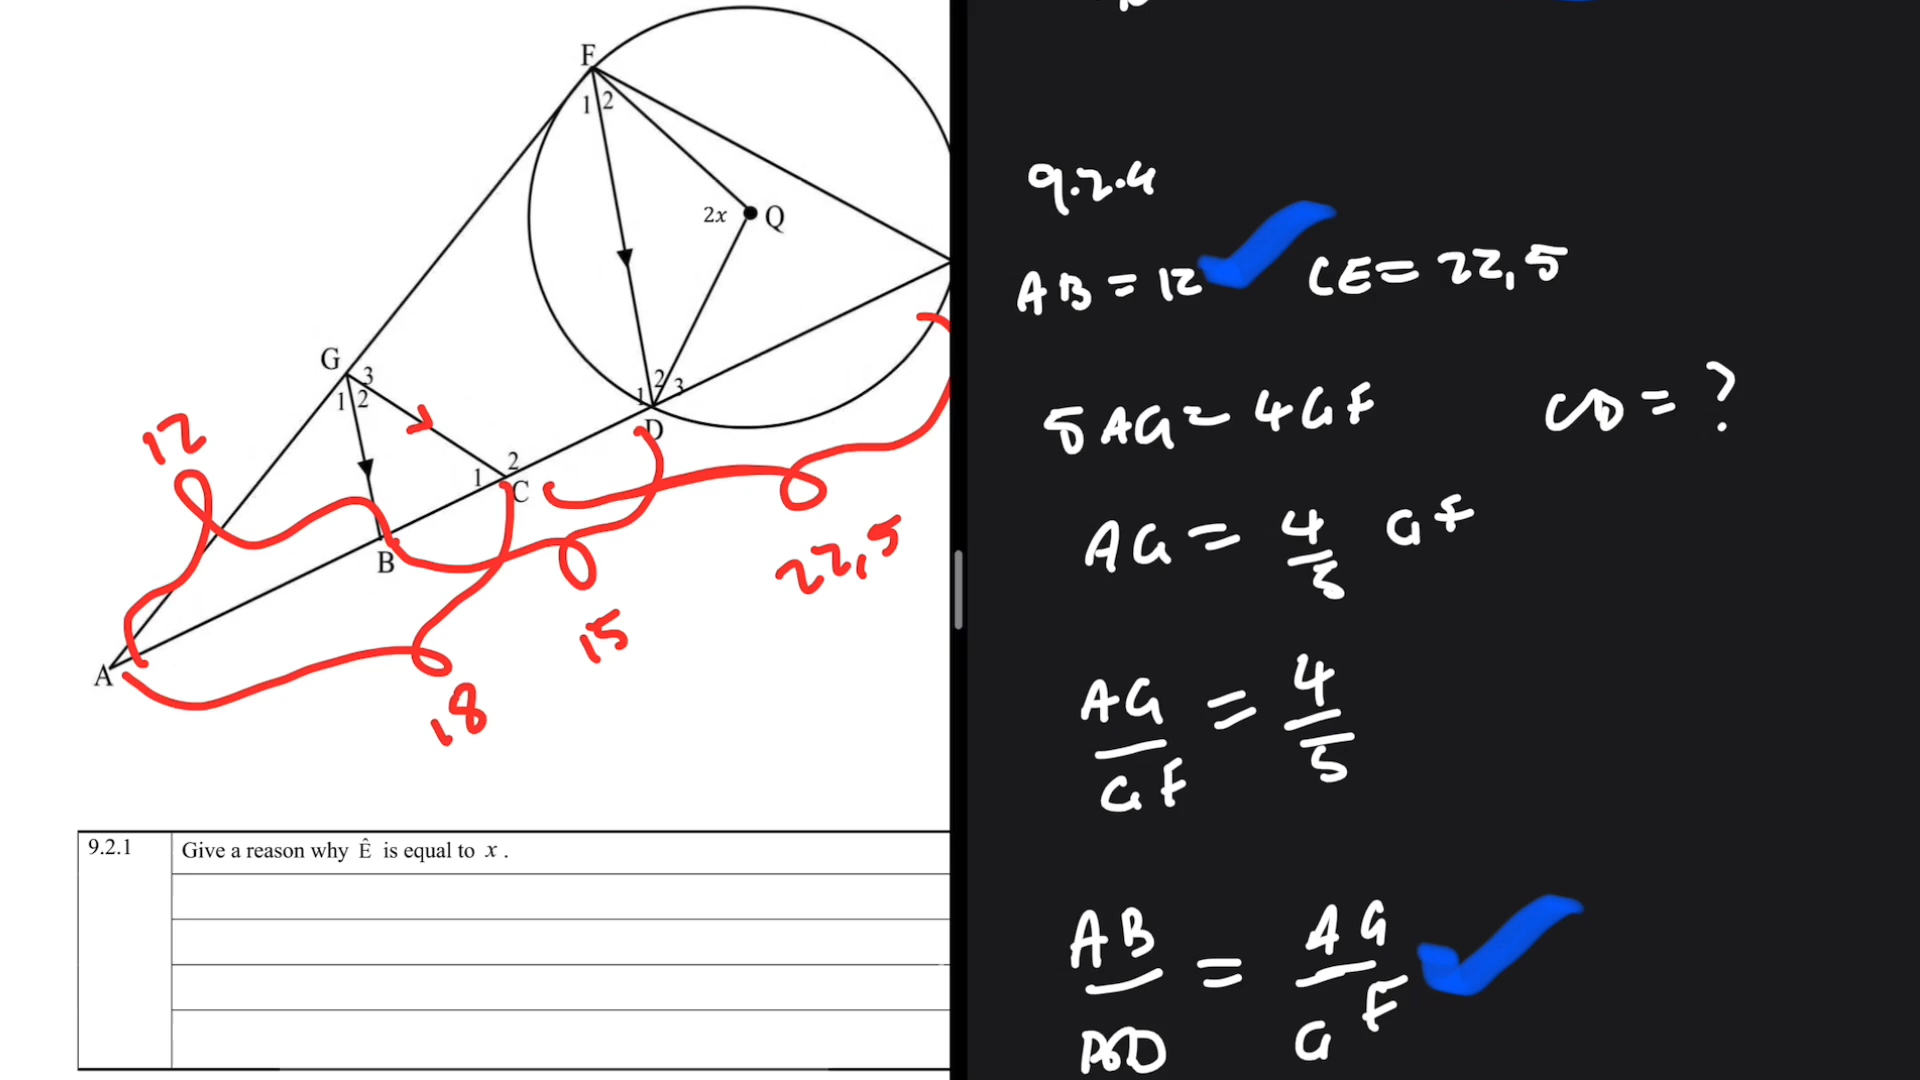 F
1 2
2x Q
G
3
1 2
2
1 3
D
12
2
1
C
B
22,5
15
A
18
9.2.1 Give a reason why Ê is equal to x .
9.2.4
AB = 12 CE = 22,5
5AG = 4GF CD = ?
AG = 4/5 GF
AG/GF = 4/5
AB/BD = AG/GF